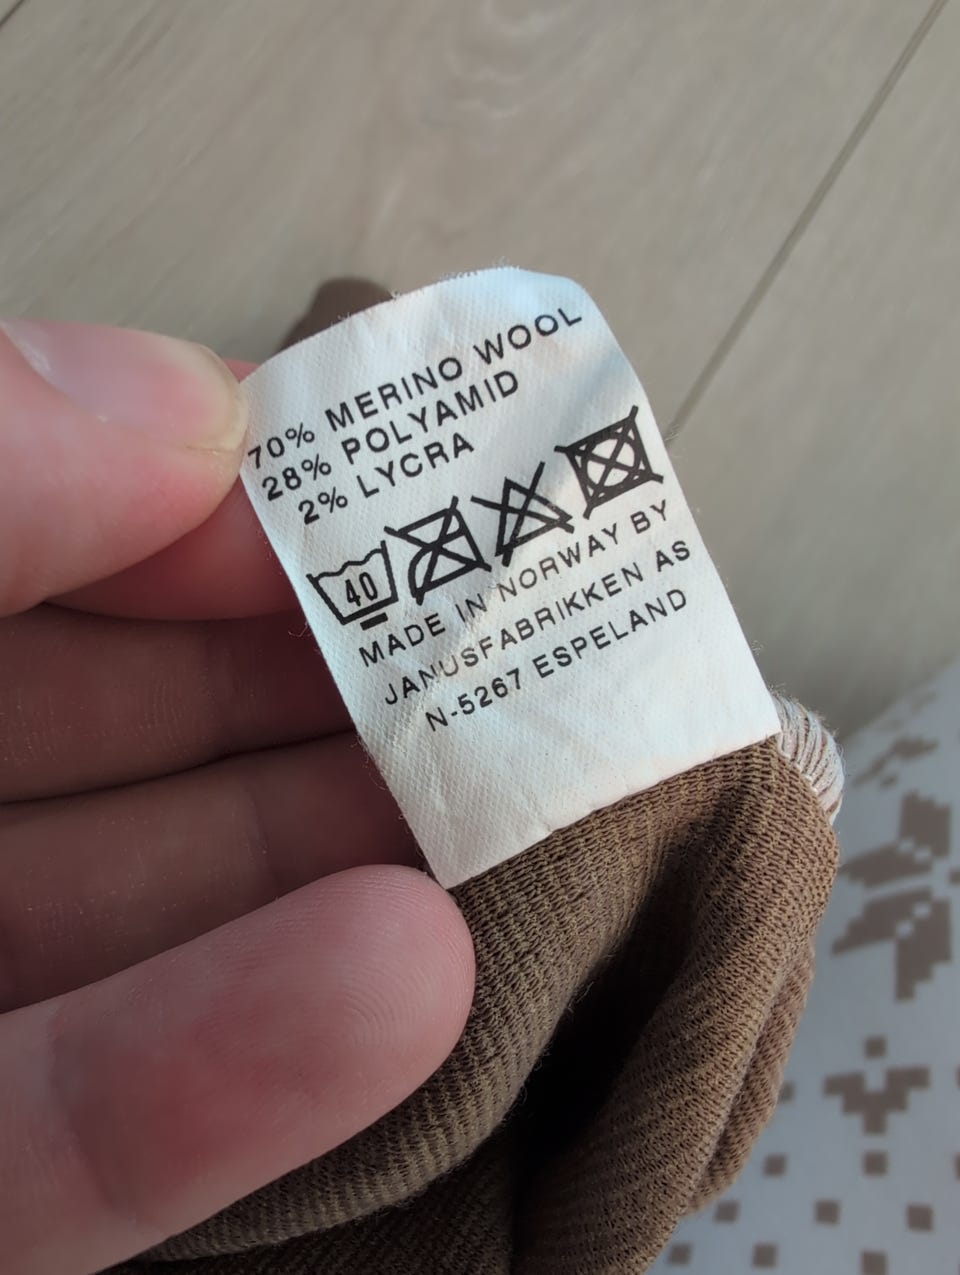 70% MERINO WOOL
28% POLYAMID
2% LYCRA
40
MADE IN NORWAY BY
JANUSFABRIKKEN AS
N-5267 ESPELAND